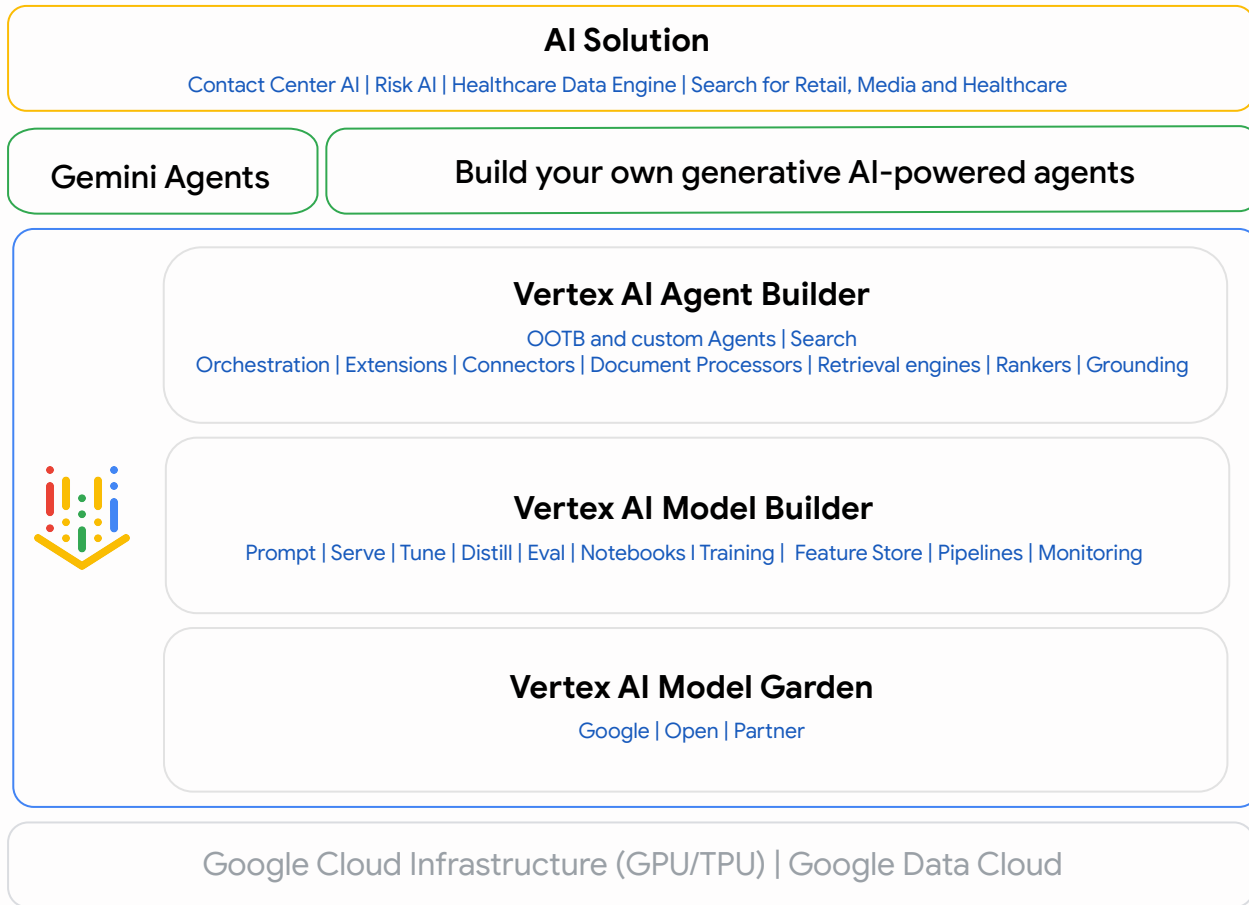 AI Solution
Contact Center AI | Risk AI | Healthcare Data Engine | Search for Retail, Media and Healthcare
Gemini Agents
Build your own generative AI-powered agents
Vertex AI Agent Builder
OOTB and custom Agents | Search
Orchestration | Extensions | Connectors | Document Processors | Retrieval engines | Rankers | Grounding
Vertex AI Model Builder
Prompt | Serve | Tune | Distill | Eval | Notebooks I Training | Feature Store | Pipelines | Monitoring
Vertex AI Model Garden
Google | Open | Partner
Google Cloud Infrastructure (GPU/TPU) | Google Data Cloud